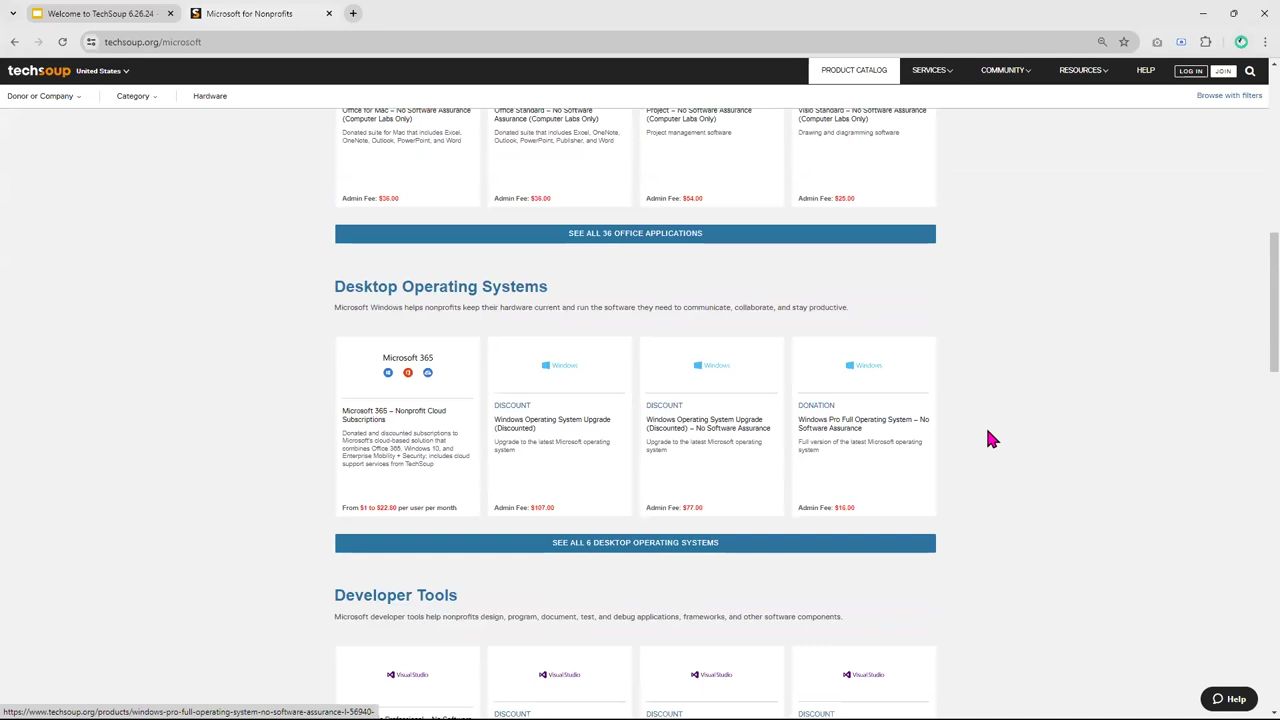 Welcome to TechSoup 6.26.24
Microsoft for Nonprofits
techsoup.org/microsoft
techsoup United States
PRODUCT CATALOG SERVICES COMMUNITY RESOURCES HELP LOG IN JOIN
Donor or Company Category Hardware Browse with filters
Office for Mac – No Software Assurance
(Computer Labs Only)
Donated suite for Mac that includes Excel,
OneNote, Outlook, PowerPoint, and Word
Admin Fee: $36.00
Office Standard – No Software
Assurance (Computer Labs Only)
Donated suite that includes Excel, OneNote,
Outlook, PowerPoint, Publisher, and Word
Admin Fee: $36.00
Project – No Software Assurance
(Computer Labs Only)
Project management software
Admin Fee: $54.00
Visio Standard – No Software Assurance
(Computer Labs Only)
Drawing and diagramming software
Admin Fee: $25.00
SEE ALL 36 OFFICE APPLICATIONS
Desktop Operating Systems
Microsoft Windows helps nonprofits keep their hardware current and run the software they need to communicate, collaborate, and stay productive.
Microsoft 365
Microsoft 365 – Nonprofit Cloud
Subscriptions
Donated and discounted subscriptions to
Microsoft's cloud-based solution that
combines Office 365, Windows 10, and
Enterprise Mobility + Security; includes cloud
support services from TechSoup
From $1 to $22.80 per user per month
Windows
DISCOUNT
Windows Operating System Upgrade
(Discounted)
Upgrade to the latest Microsoft operating
system
Admin Fee: $107.00
Windows
DISCOUNT
Windows Operating System Upgrade
(Discounted) – No Software Assurance
Upgrade to the latest Microsoft operating
system
Admin Fee: $77.00
Windows
DONATION
Windows Pro Full Operating System – No
Software Assurance
Full version of the latest Microsoft operating
system
Admin Fee: $16.00
SEE ALL 6 DESKTOP OPERATING SYSTEMS
Developer Tools
Microsoft developer tools help nonprofits design, program, document, test, and debug applications, frameworks, and other software components.
Visual Studio
Visual Studio
DISCOUNT
Visual Studio
DISCOUNT
Visual Studio
DISCOUNT
https://www.techsoup.org/products/windows-pro-full-operating-system-no-software-assurance-l-56940-
Help